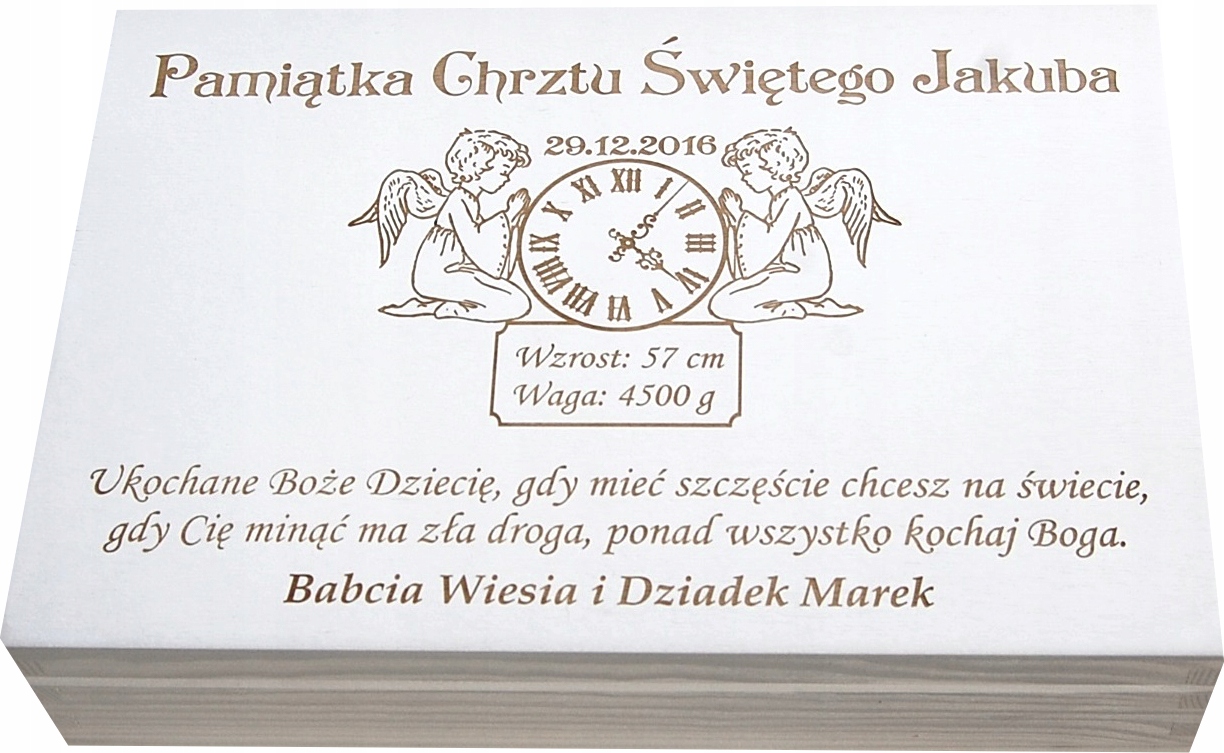 Pamiątka Chrztu Świętego Jakuba
29.12.2016
XII
I
II
III
IV
V
VI
VII
VIII
IX
X
XI
Wzrost: 57 cm
Waga: 4500 g
Ukochane Boże Dziecię, gdy mieć szczęście chcesz na świecie,
gdy Cię minąć ma zła droga, ponad wszystko kochaj Boga.
Babcia Wiesia i Dziadek Marek